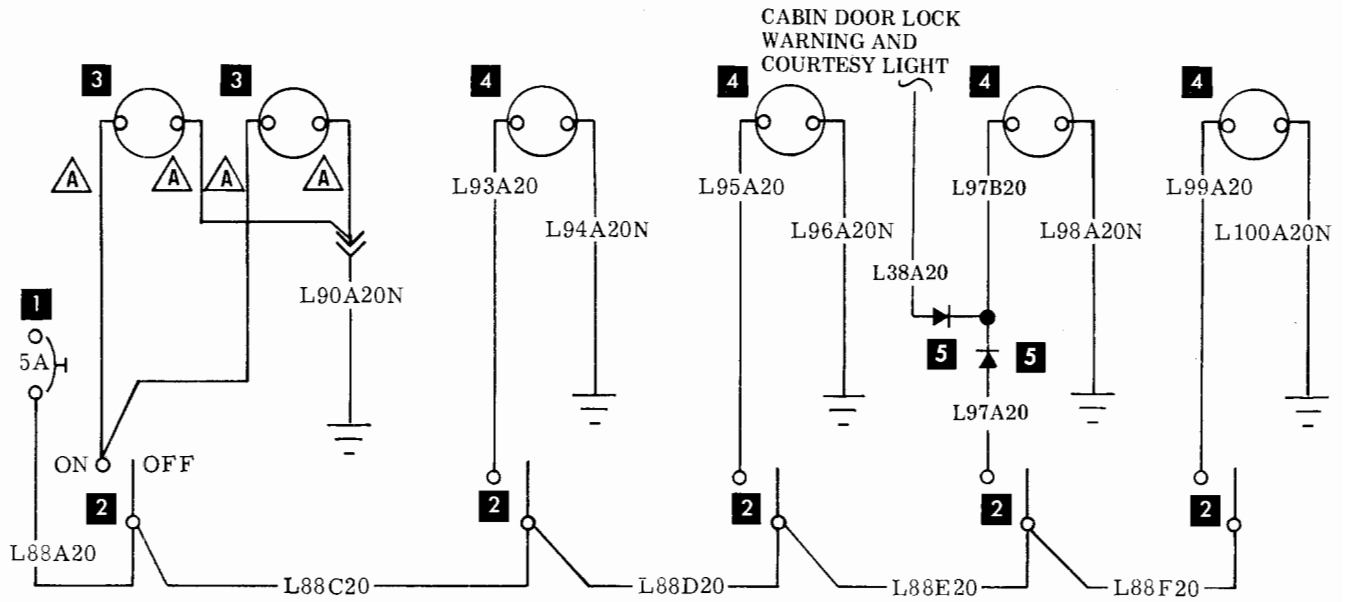 CABIN DOOR LOCK
WARNING AND
COURTESY LIGHT
3
3
4
4
4
4
A
A
A
A
L93A20
L95A20
L97B20
L99A20
L94A20N
L96A20N
L98A20N
L100A20N
L38A20
L90A20N
1
5A
5
5
L97A20
ON
OFF
2
2
2
2
2
L88A20
L88C20
L88D20
L88E20
L88F20